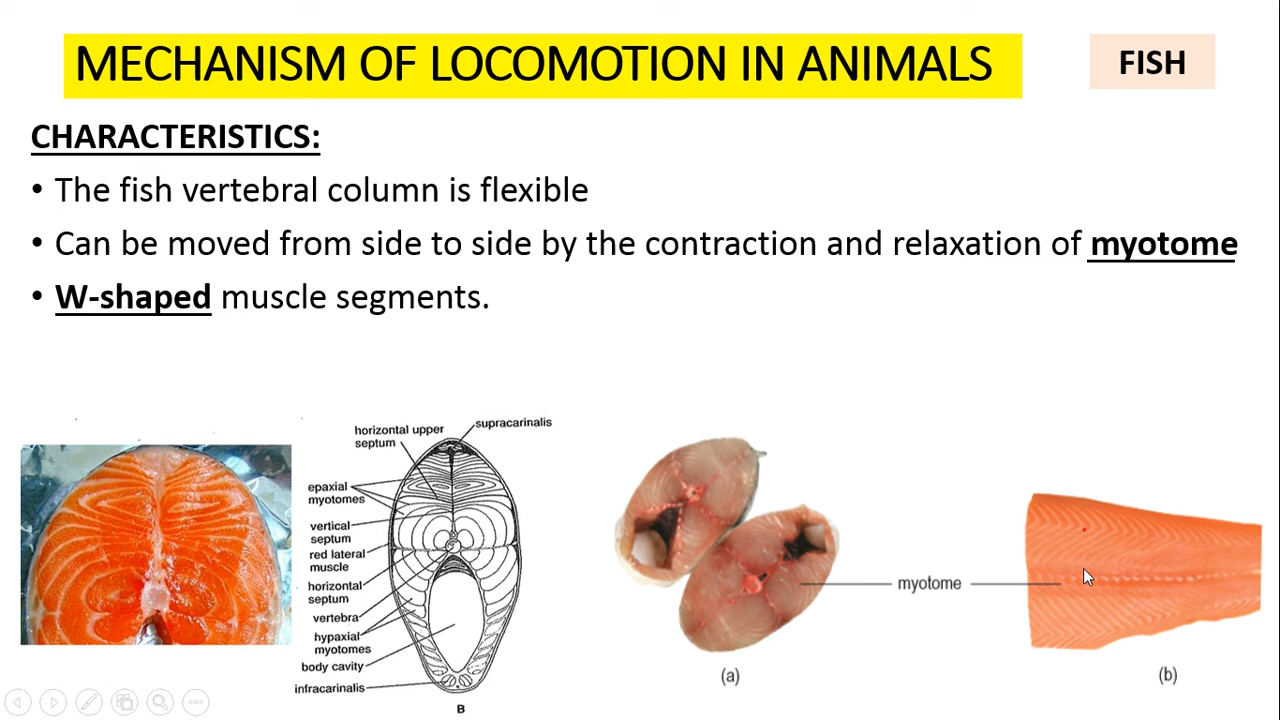 MECHANISM OF LOCOMOTION IN ANIMALS
FISH
CHARACTERISTICS:
• The fish vertebral column is flexible
• Can be moved from side to side by the contraction and relaxation of myotome
• W-shaped muscle segments.
horizontal upper
septum
supracarinalis
epaxial
myotomes
vertical
septum
red lateral
muscle
horizontal
septum
vertebra
hypaxial
myotomes
body cavity
infracarinalis
B
myotome
(a)
(b)